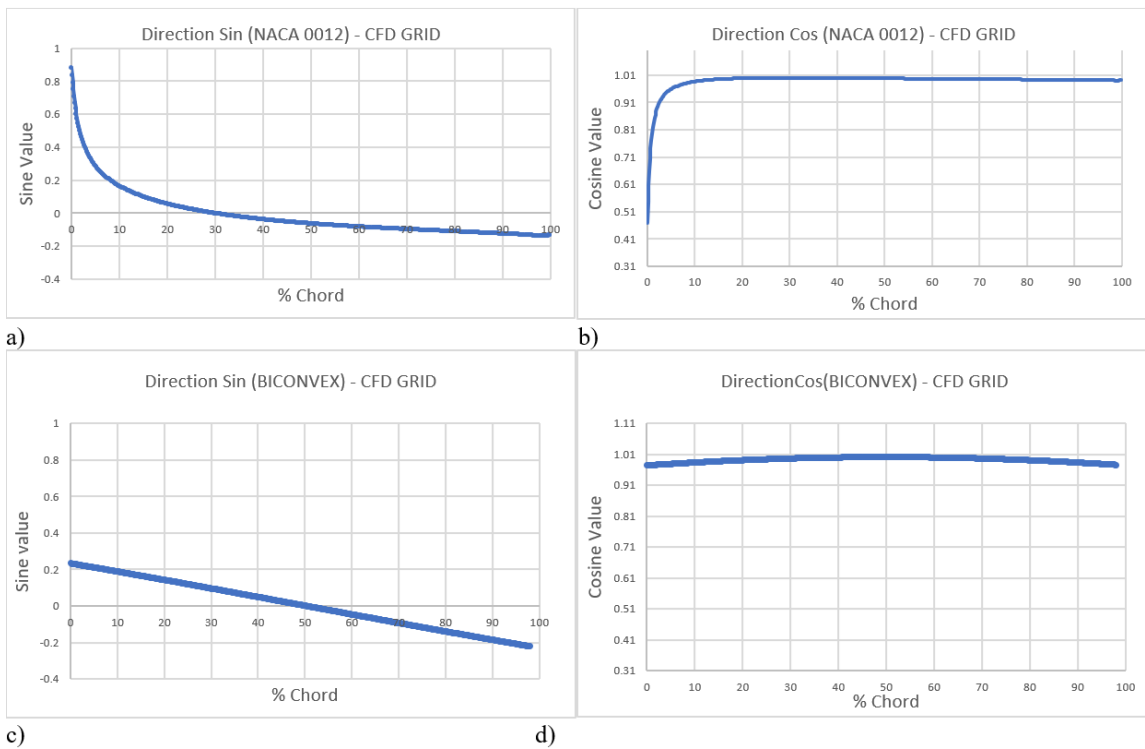 Direction Sin (NACA 0012) - CFD GRID
Sine Value
1
0.8
0.6
0.4
0.2
0
-0.2
-0.4
0 10 20 30 40 50 60 70 80 90 100
% Chord
a)
Direction Cos (NACA 0012) - CFD GRID
Cosine Value
1.01
0.91
0.81
0.71
0.61
0.51
0.41
0.31
0 10 20 30 40 50 60 70 80 90 100
% Chord
b)
Direction Sin (BICONVEX) - CFD GRID
Sine value
1
0.8
0.6
0.4
0.2
0
-0.2
-0.4
0 10 20 30 40 50 60 70 80 90 100
% Chord
c)
DirectionCos(BICONVEX) - CFD GRID
Cosine Value
1.11
1.01
0.91
0.81
0.71
0.61
0.51
0.41
0.31
0 10 20 30 40 50 60 70 80 90 100
% Chord
d)